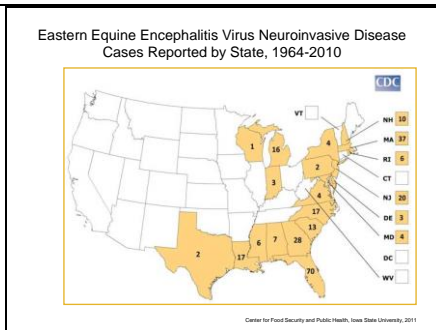 Eastern Equine Encephalitis Virus Neuroinvasive Disease
Cases Reported by State, 1964-2010
CDC
VT
NH 10
MA 37
RI 6
CT
NJ 20
DE 3
MD 4
DC
WV
1
16
4
3
2
4
17
13
2
17
6
7
28
70
Center for Food Security and Public Health, Iowa State University, 2011